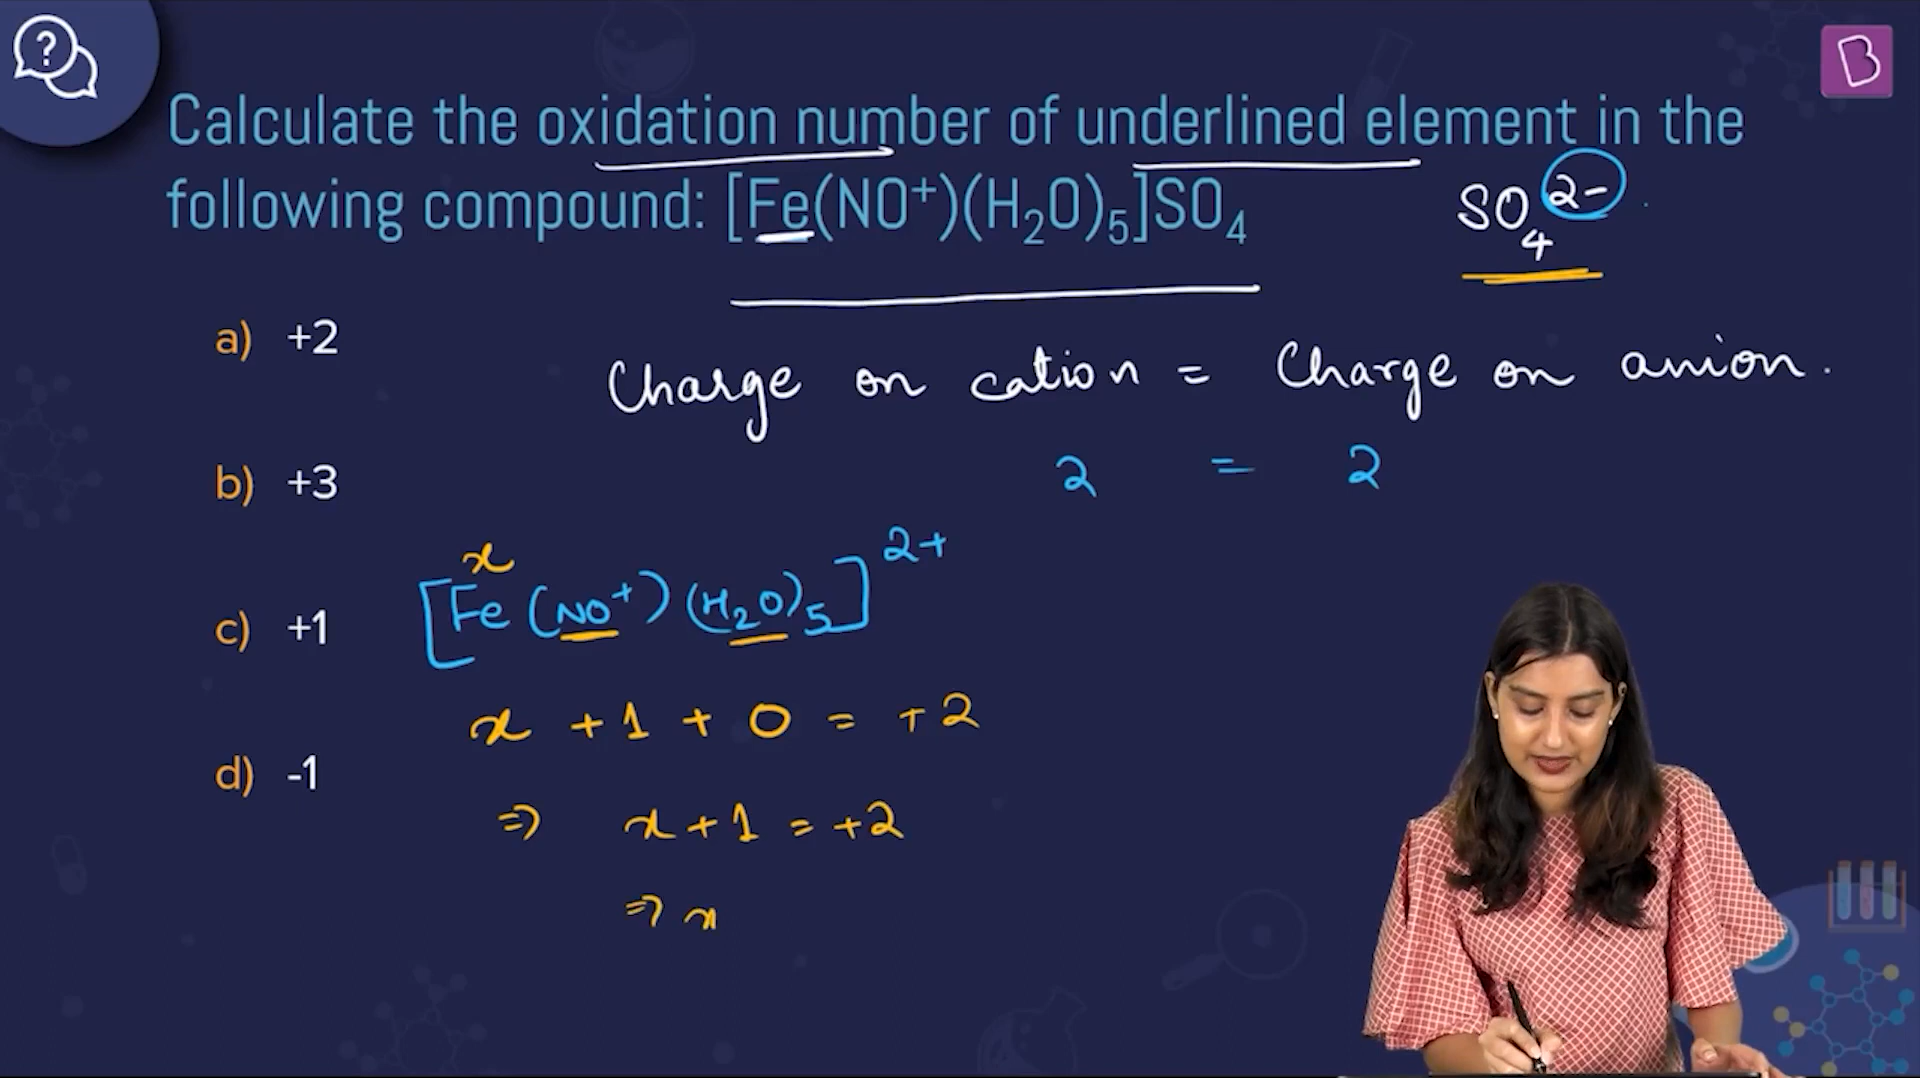 Calculate the oxidation number of underlined element in the
following compound: [Fe(NO⁺)(H₂O)₅]SO₄
SO₄²⁻
a) +2
Charge on cation = Charge on anion.
2 = 2
b) +3
x
[Fe(NO⁺)(H₂O)₅]²⁺
c) +1
x + 1 + 0 = +2
d) -1
⇒ x + 1 = +2
⇒ x
?
B